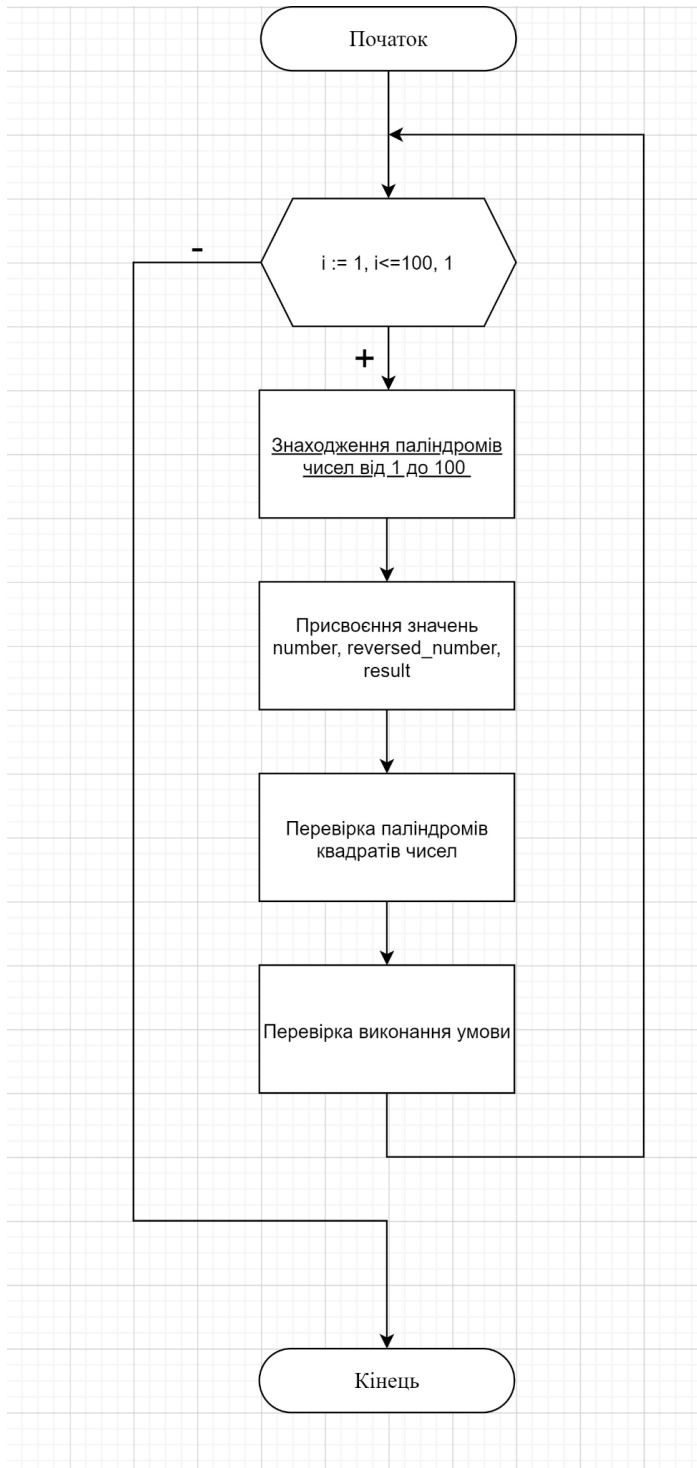 Початок
-
i := 1, i<=100, 1
+
Знаходження паліндромів
чисел від 1 до 100
Присвоєння значень
number, reversed_number,
result
Перевірка паліндромів
квадратів чисел
Перевірка виконання умови
Кінець